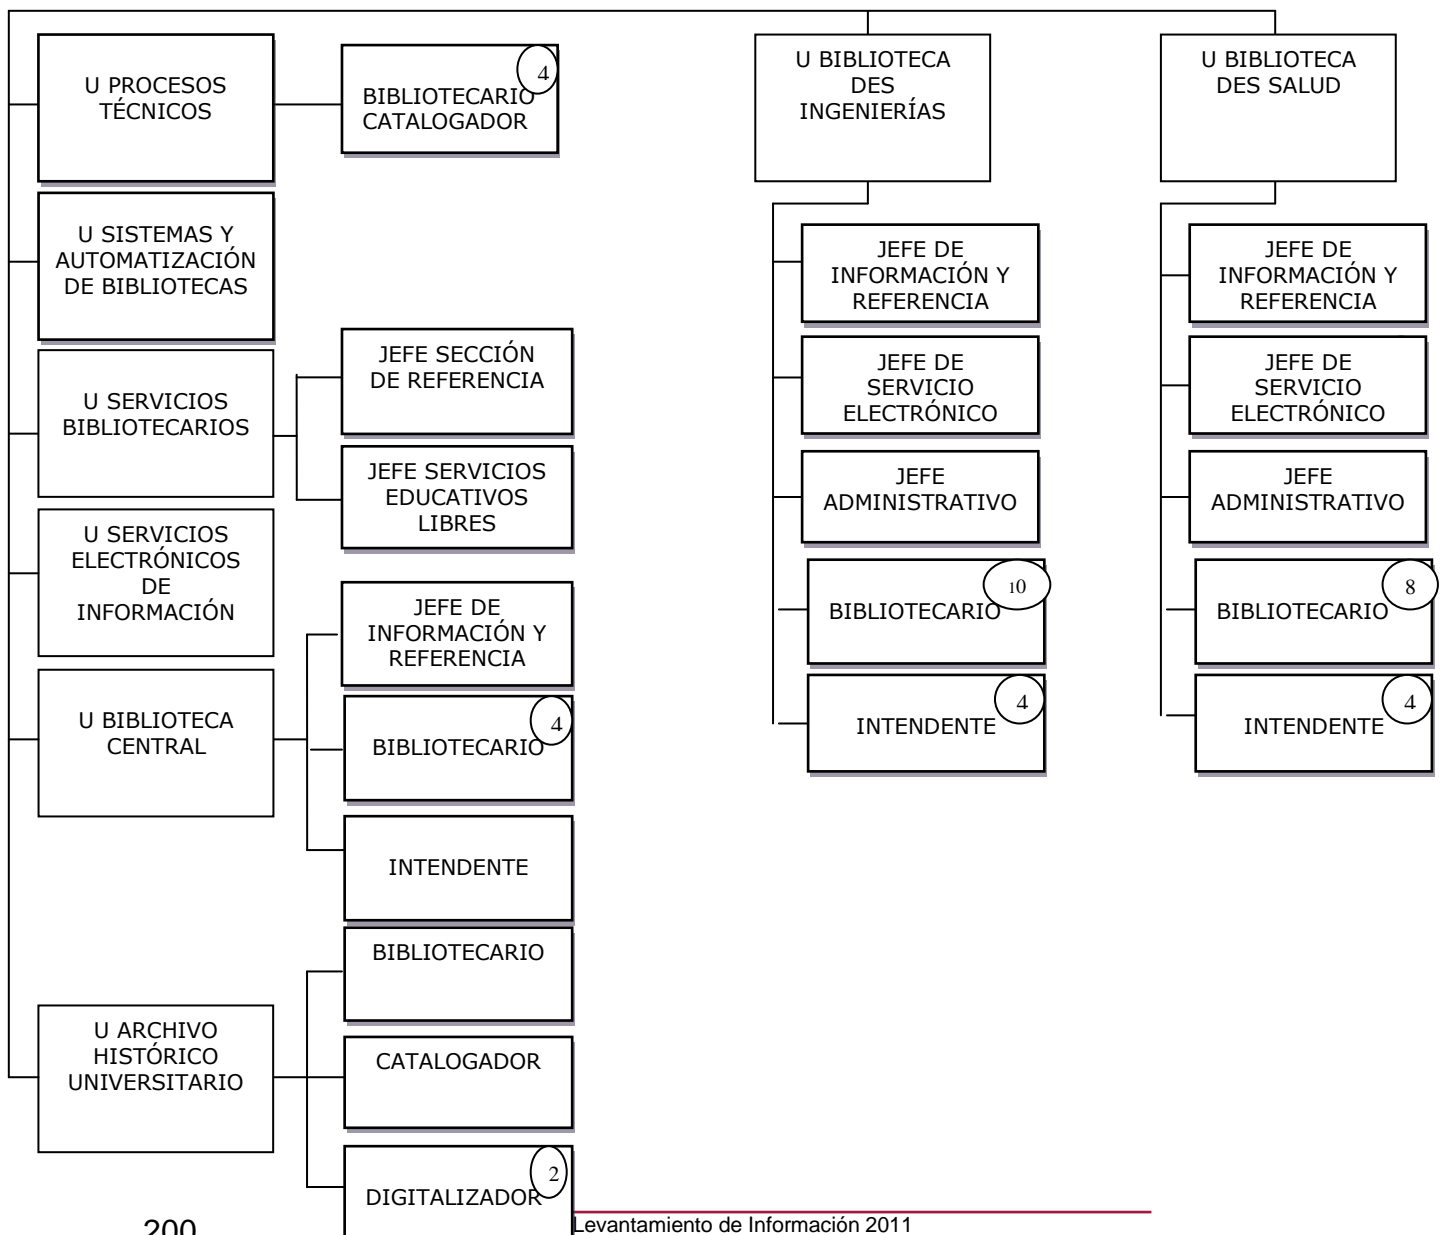 U PROCESOS
TÉCNICOS
4
BIBLIOTECARIO
CATALOGADOR
U SISTEMAS Y
AUTOMATIZACIÓN
DE BIBLIOTECAS
U SERVICIOS
BIBLIOTECARIOS
JEFE SECCIÓN
DE REFERENCIA
JEFE SERVICIOS
EDUCATIVOS
LIBRES
U SERVICIOS
ELECTRÓNICOS
DE
INFORMACIÓN
U BIBLIOTECA
CENTRAL
JEFE DE
INFORMACIÓN Y
REFERENCIA
4
BIBLIOTECARIO
INTENDENTE
U ARCHIVO
HISTÓRICO
UNIVERSITARIO
BIBLIOTECARIO
CATALOGADOR
2
DIGITALIZADOR
U BIBLIOTECA
DES
INGENIERÍAS
JEFE DE
INFORMACIÓN Y
REFERENCIA
JEFE DE
SERVICIO
ELECTRÓNICO
JEFE
ADMINISTRATIVO
10
BIBLIOTECARIO
4
INTENDENTE
U BIBLIOTECA
DES SALUD
JEFE DE
INFORMACIÓN Y
REFERENCIA
JEFE DE
SERVICIO
ELECTRÓNICO
JEFE
ADMINISTRATIVO
8
BIBLIOTECARIO
4
INTENDENTE
200
Levantamiento de Información 2011